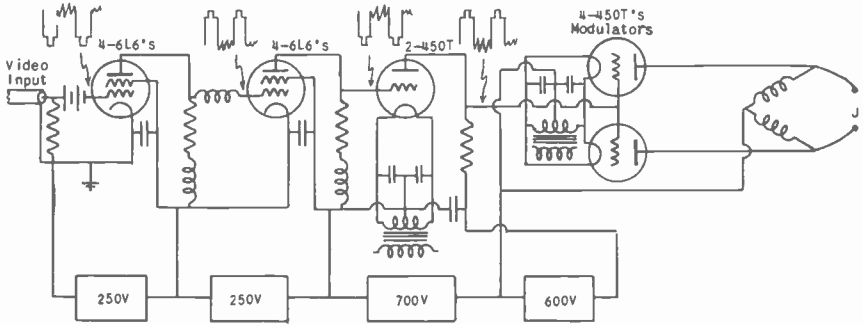 4-450T's
Modulators
Video
Input
4-6L6's
4-6L6's
2-450T
J
250V
250V
700V
600V